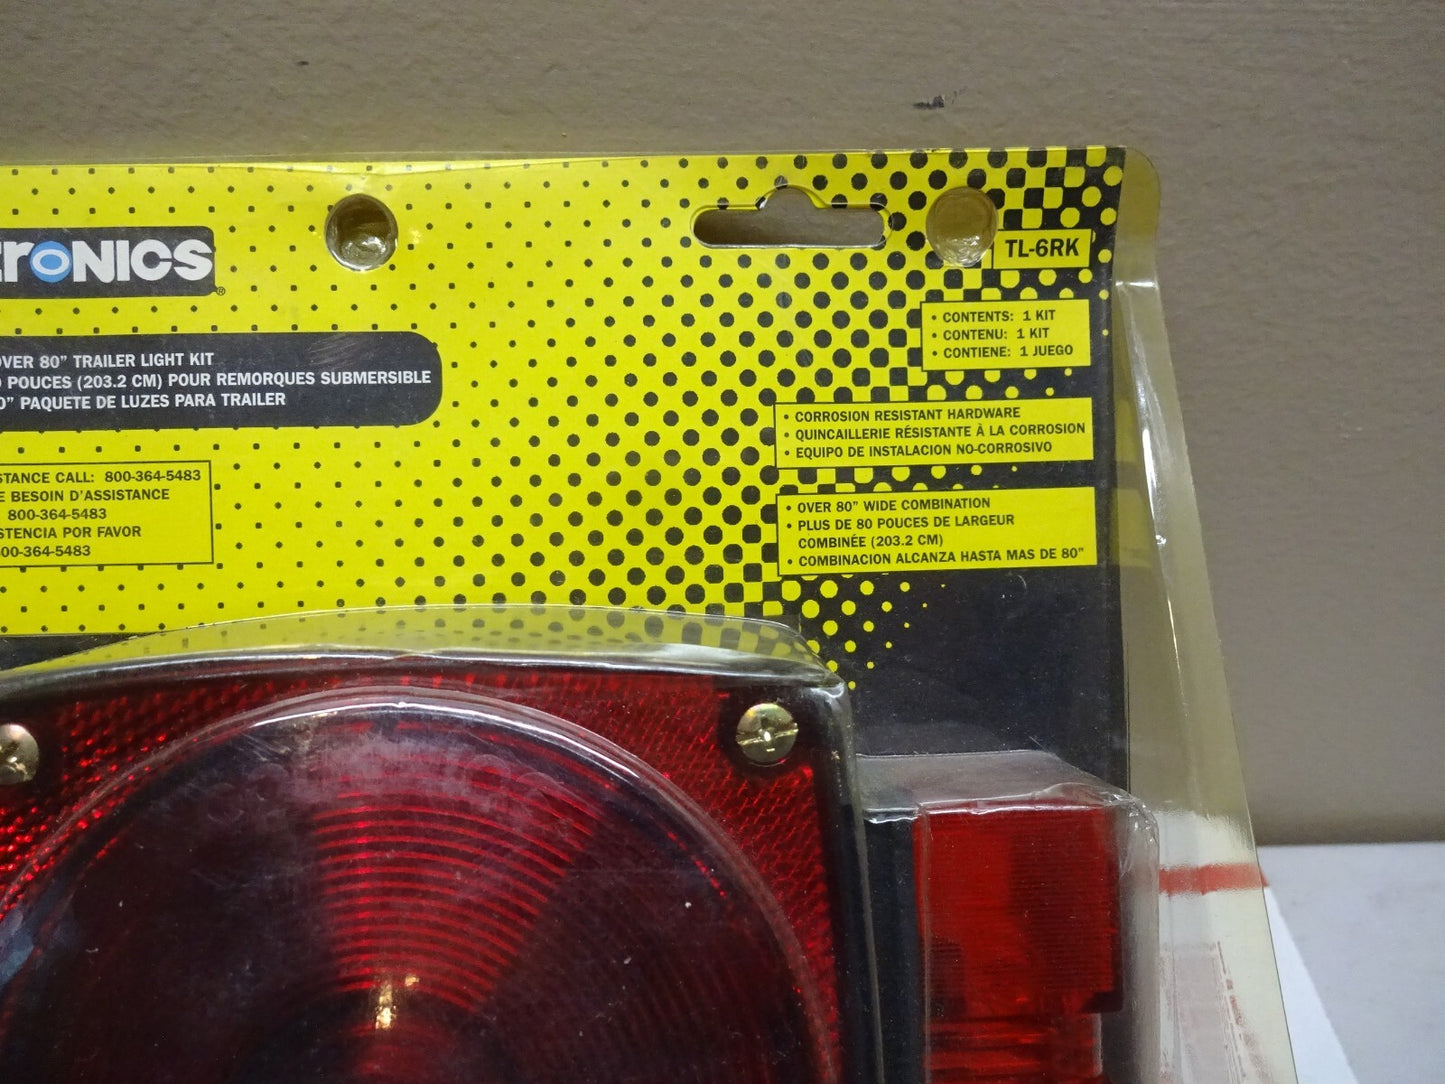 TRONICS®
TL-6RK
• CONTENTS: 1 KIT
• CONTENU: 1 KIT
• CONTIENE: 1 JUEGO
OVER 80” TRAILER LIGHT KIT
POUCES (203.2 CM) POUR REMORQUES SUBMERSIBLE
0” PAQUETE DE LUZES PARA TRAILER
• CORROSION RESISTANT HARDWARE
• QUINCAILLERIE RÉSISTANTE À LA CORROSION
• EQUIPO DE INSTALACION NO-CORROSIVO
STANCE CALL: 800-364-5483
E BESOIN D’ASSISTANCE
800-364-5483
STENCIA POR FAVOR
00-364-5483
• OVER 80” WIDE COMBINATION
• PLUS DE 80 POUCES DE LARGEUR
COMBINÉE (203.2 CM)
• COMBINACION ALCANZA HASTA MAS DE 80”